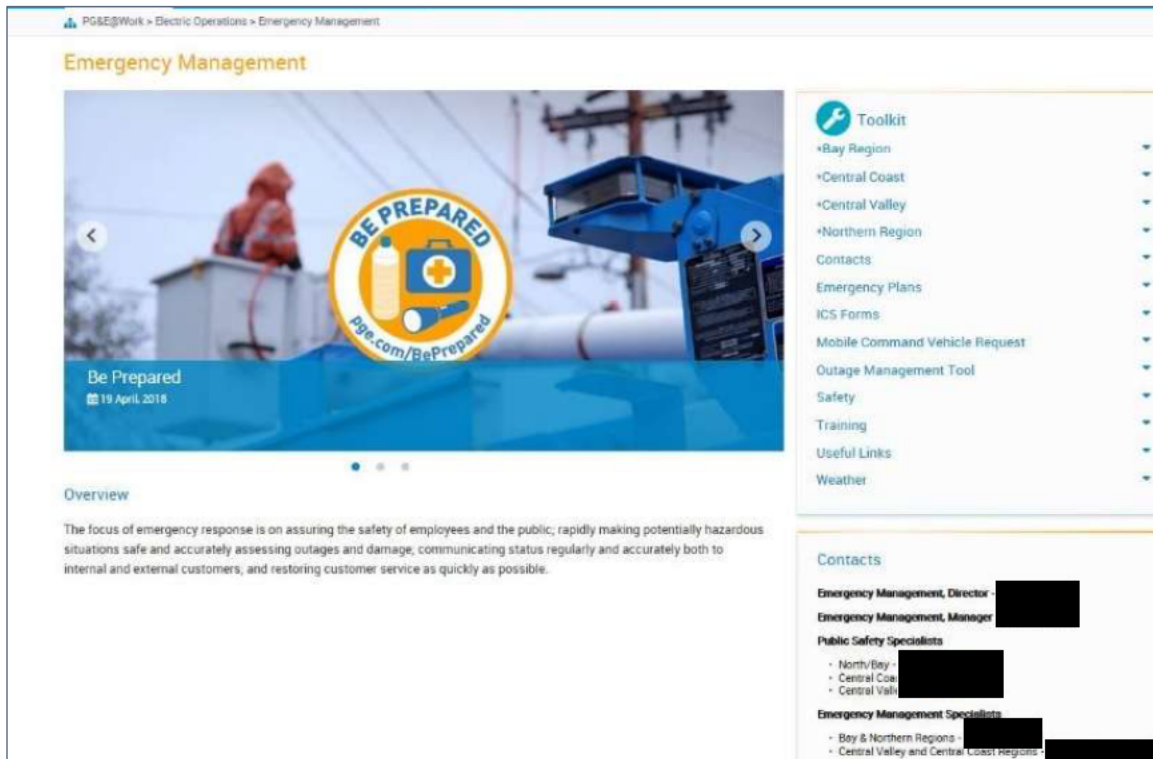 PG&E@Work > Electric Operations > Emergency Management
Emergency Management
BE PREPARED
pge.com/BePrepared
Be Prepared
19 April, 2018
Overview
The focus of emergency response is on assuring the safety of employees and the public; rapidly making potentially hazardous
situations safe and accurately assessing outages and damage; communicating status regularly and accurately both to
internal and external customers; and restoring customer service as quickly as possible.
Toolkit
+Bay Region
+Central Coast
+Central Valley
+Northern Region
Contacts
Emergency Plans
ICS Forms
Mobile Command Vehicle Request
Outage Management Tool
Safety
Training
Useful Links
Weather
Contacts
Emergency Management, Director -
Emergency Management, Manager
Public Safety Specialists
• North/Bay -
• Central
• Central
Emergency Management Specialists
• Bay & Northern Regions -
• Central Valley and Central Coast Regions -